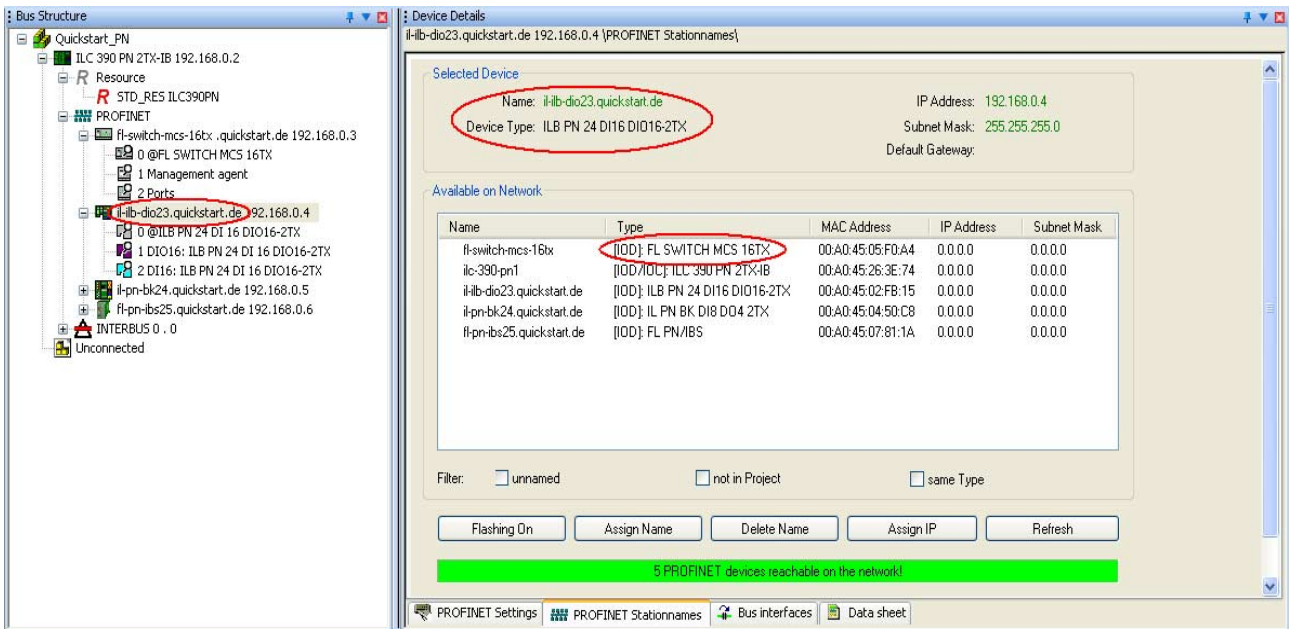 Bus Structure
Quickstart_PN
ILC 390 PN 2TX-IB 192.168.0.2
R Resource
R STD_RES ILC390PN
PROFINET
fl-switch-mcs-16tx .quickstart.de 192.168.0.3
0 @FL SWITCH MCS 16TX
1 Management agent
2 Ports
il-ilb-dio23.quickstart.de 192.168.0.4
0 @ILB PN 24 DI 16 DIO16-2TX
1 DIO16: ILB PN 24 DI 16 DIO16-2TX
2 DI16: ILB PN 24 DI 16 DIO16-2TX
il-pn-bk24.quickstart.de 192.168.0.5
fl-pn-ibs25.quickstart.de 192.168.0.6
INTERBUS 0 . 0
Unconnected
Device Details
il-ilb-dio23.quickstart.de 192.168.0.4 \PROFINET Stationnames\
Selected Device
Name: il-ilb-dio23.quickstart.de IP Address: 192.168.0.4
Device Type: ILB PN 24 DI16 DIO16-2TX Subnet Mask: 255.255.255.0
Default Gateway:
Available on Network
Name Type MAC Address IP Address Subnet Mask
fl-switch-mcs-16tx [IOD]: FL SWITCH MCS 16TX 00:A0:45:05:F0:A4 0.0.0.0 0.0.0.0
ilc-390-pn1 [IOD/IOC]: ILC 390 PN 2TX-IB 00:A0:45:26:3E:74 0.0.0.0 0.0.0.0
il-ilb-dio23.quickstart.de [IOD]: ILB PN 24 DI16 DIO16-2TX 00:A0:45:02:FB:15 0.0.0.0 0.0.0.0
il-pn-bk24.quickstart.de [IOD]: IL PN BK DI8 DO4 2TX 00:A0:45:04:50:C8 0.0.0.0 0.0.0.0
fl-pn-ibs25.quickstart.de [IOD]: FL PN/IBS 00:A0:45:07:81:1A 0.0.0.0 0.0.0.0
Filter: unnamed not in Project same Type
Flashing On Assign Name Delete Name Assign IP Refresh
5 PROFINET devices reachable on the network!
PROFINET Settings PROFINET Stationnames Bus interfaces Data sheet